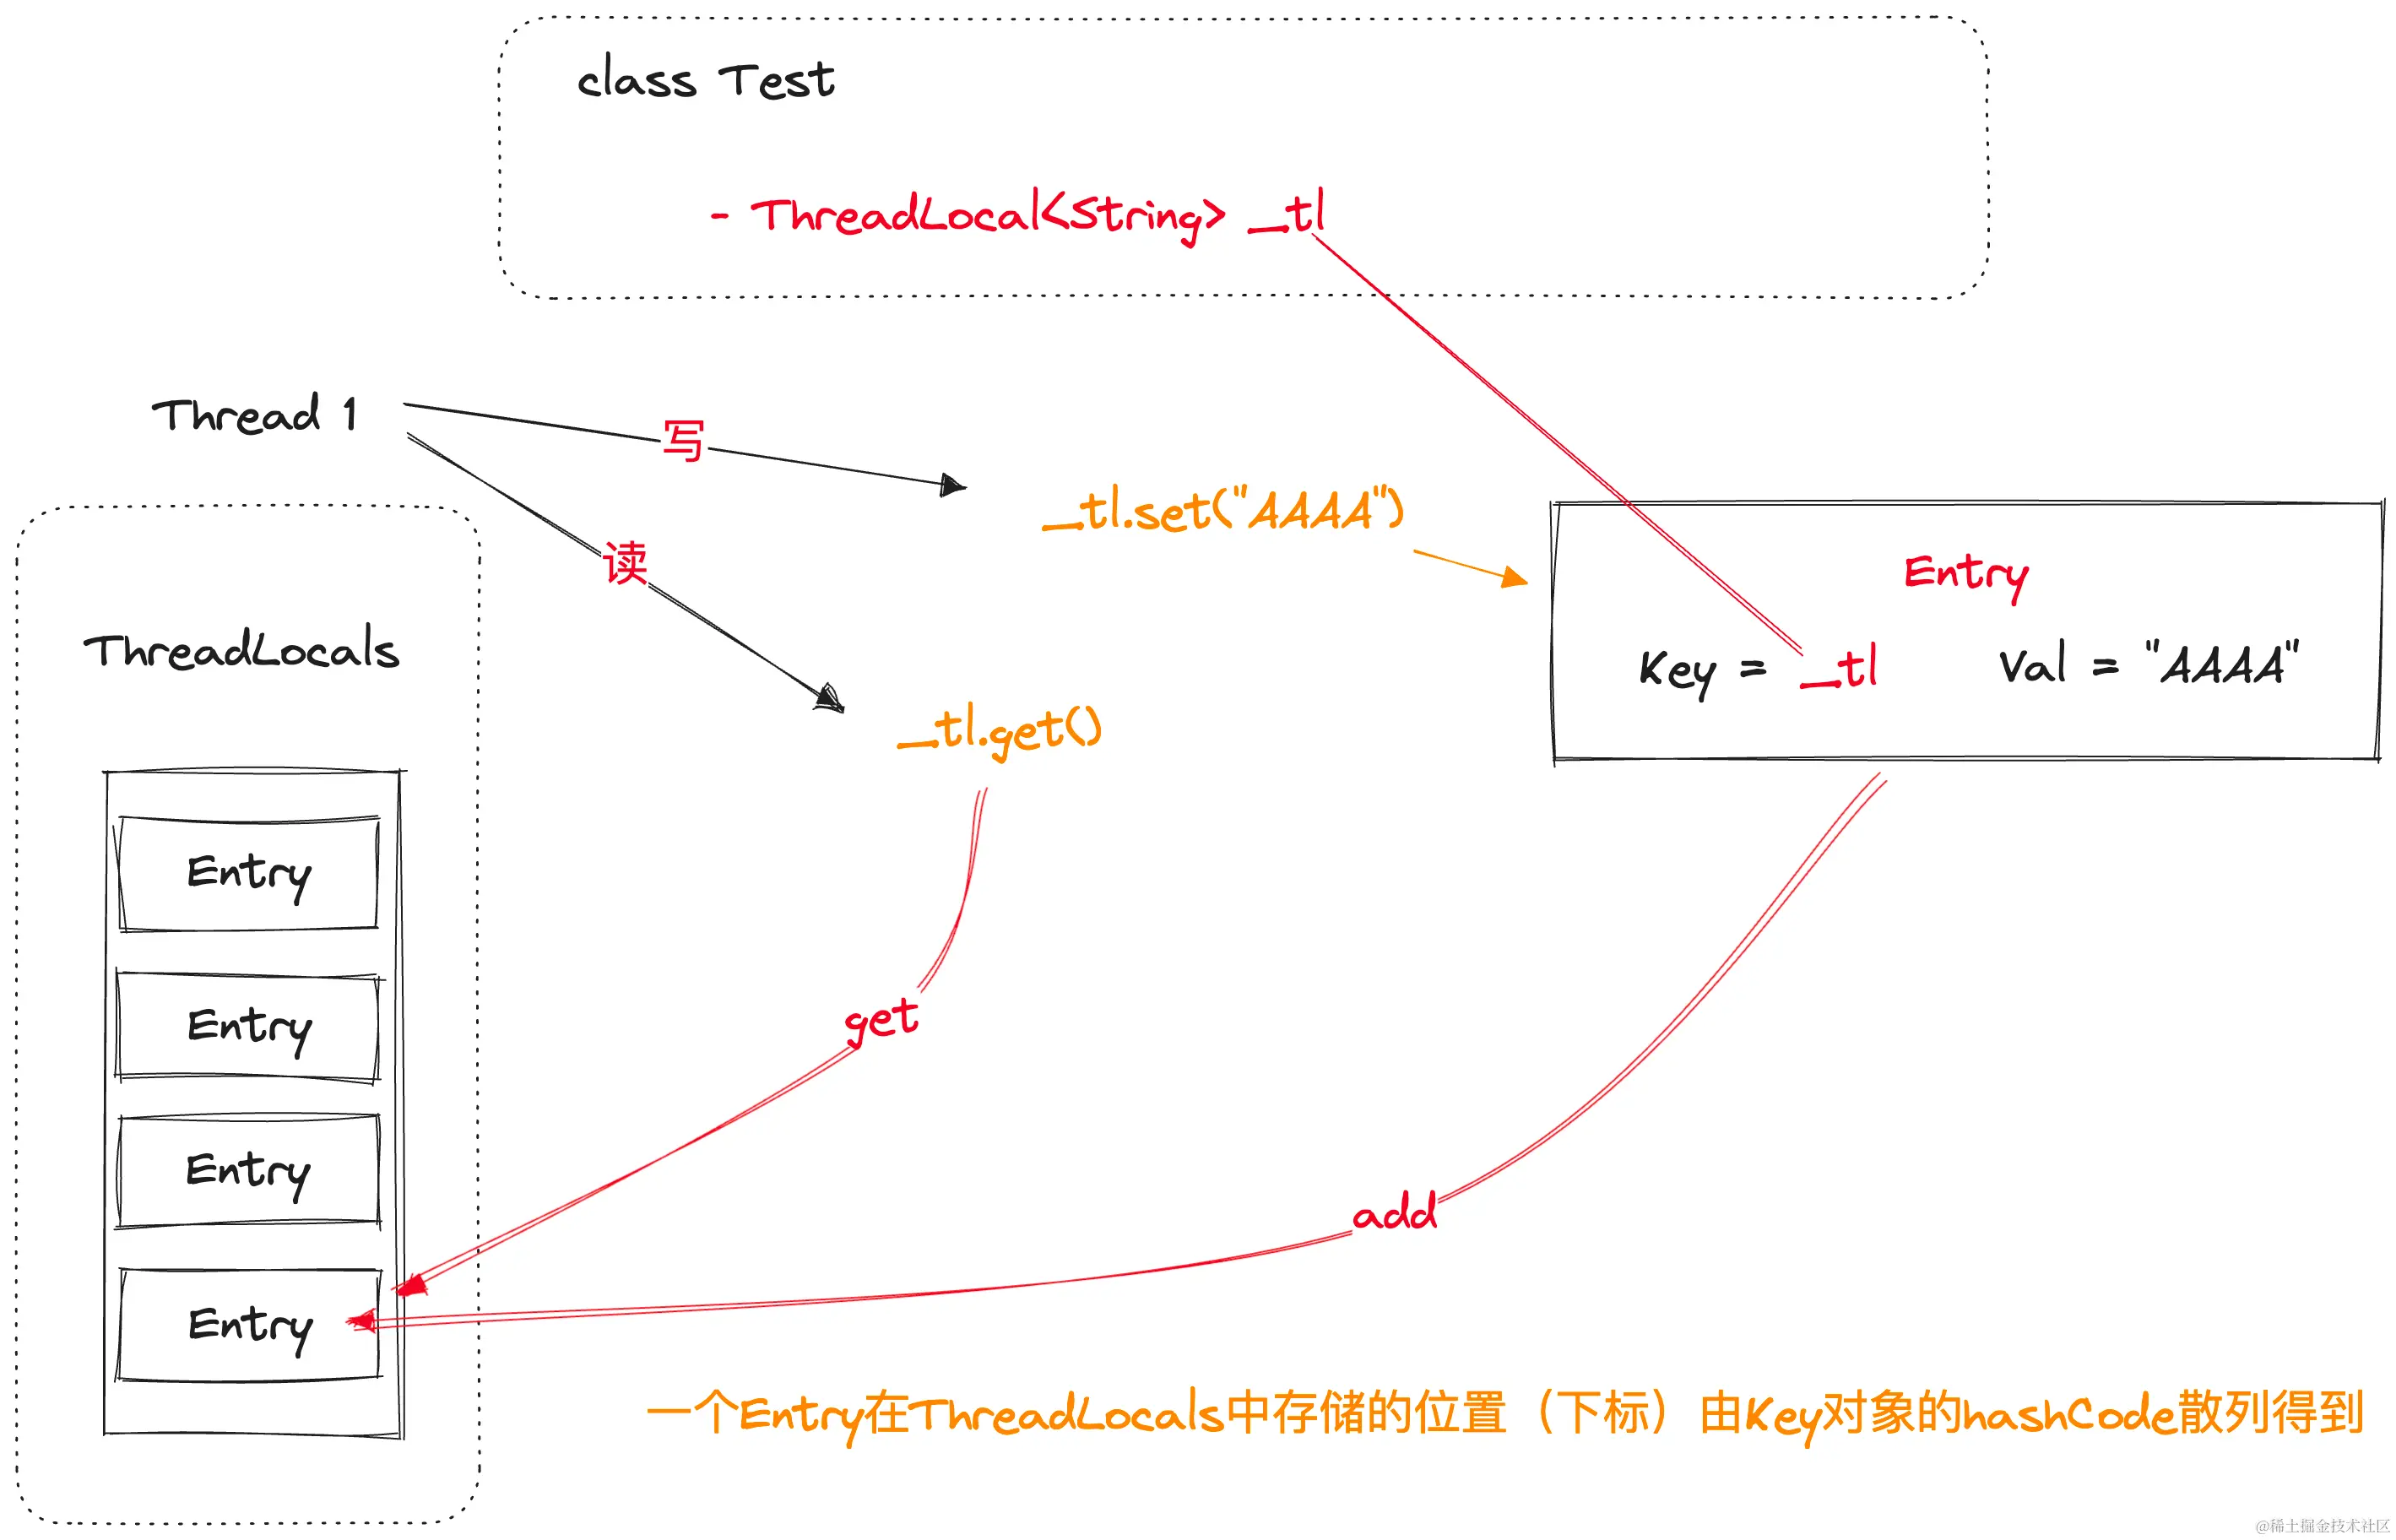 class Test
- ThreadLocal<String> _tl
Thread 1
写
读
_tl.set("AAAA")
Entry
Key = _tl Val = "AAAA"
ThreadLocals
_tl.get()
Entry
Entry
get
Entry
add
Entry
一个Entry在ThreadLocals中存储的位置（下标）由Key对象的hashCode散列得到
@稀土掘金技术社区